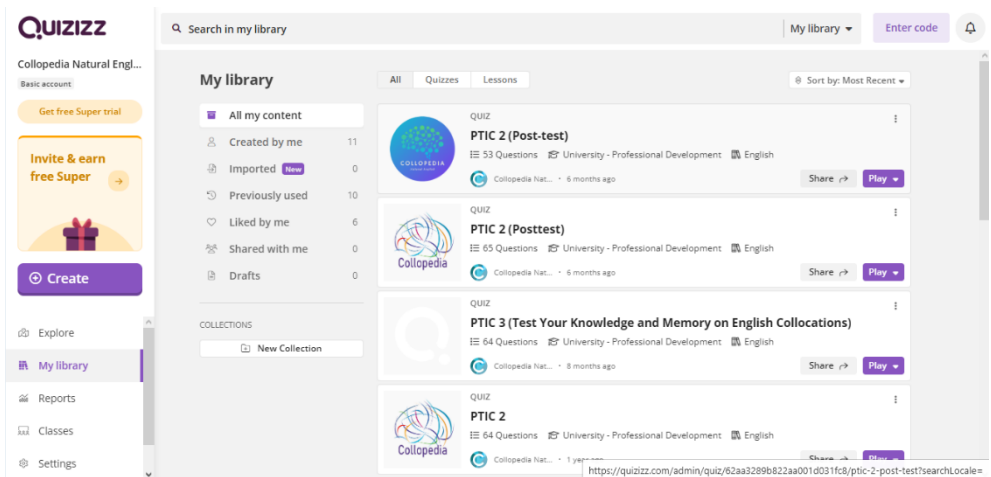 QUIZIZZ
Search in my library
My library
Enter code
Collopedia Natural Engl...
Basic account
Get free Super trial
Invite & earn
free Super
Create
Explore
My library
Reports
Classes
Settings
My library
All my content
Created by me 11
Imported New 0
Previously used 10
Liked by me 6
Shared with me 0
Drafts 0
COLLECTIONS
New Collection
All Quizzes Lessons
Sort by: Most Recent
COLLOPEDIA
QUIZ
PTIC 2 (Post-test)
53 Questions University - Professional Development English
Collopedia Nat... • 6 months ago
Share Play
Collopedia
QUIZ
PTIC 2 (Posttest)
65 Questions University - Professional Development English
Collopedia Nat... • 6 months ago
Share Play
QUIZ
PTIC 3 (Test Your Knowledge and Memory on English Collocations)
64 Questions University - Professional Development English
Collopedia Nat... • 8 months ago
Share Play
Collopedia
QUIZ
PTIC 2
64 Questions University - Professional Development English
Collopedia Nat... • 1 year ago
Share Play
https://quizizz.com/admin/quiz/62aa3289b822aa001d031fc8/ptic-2-post-test?searchLocale=